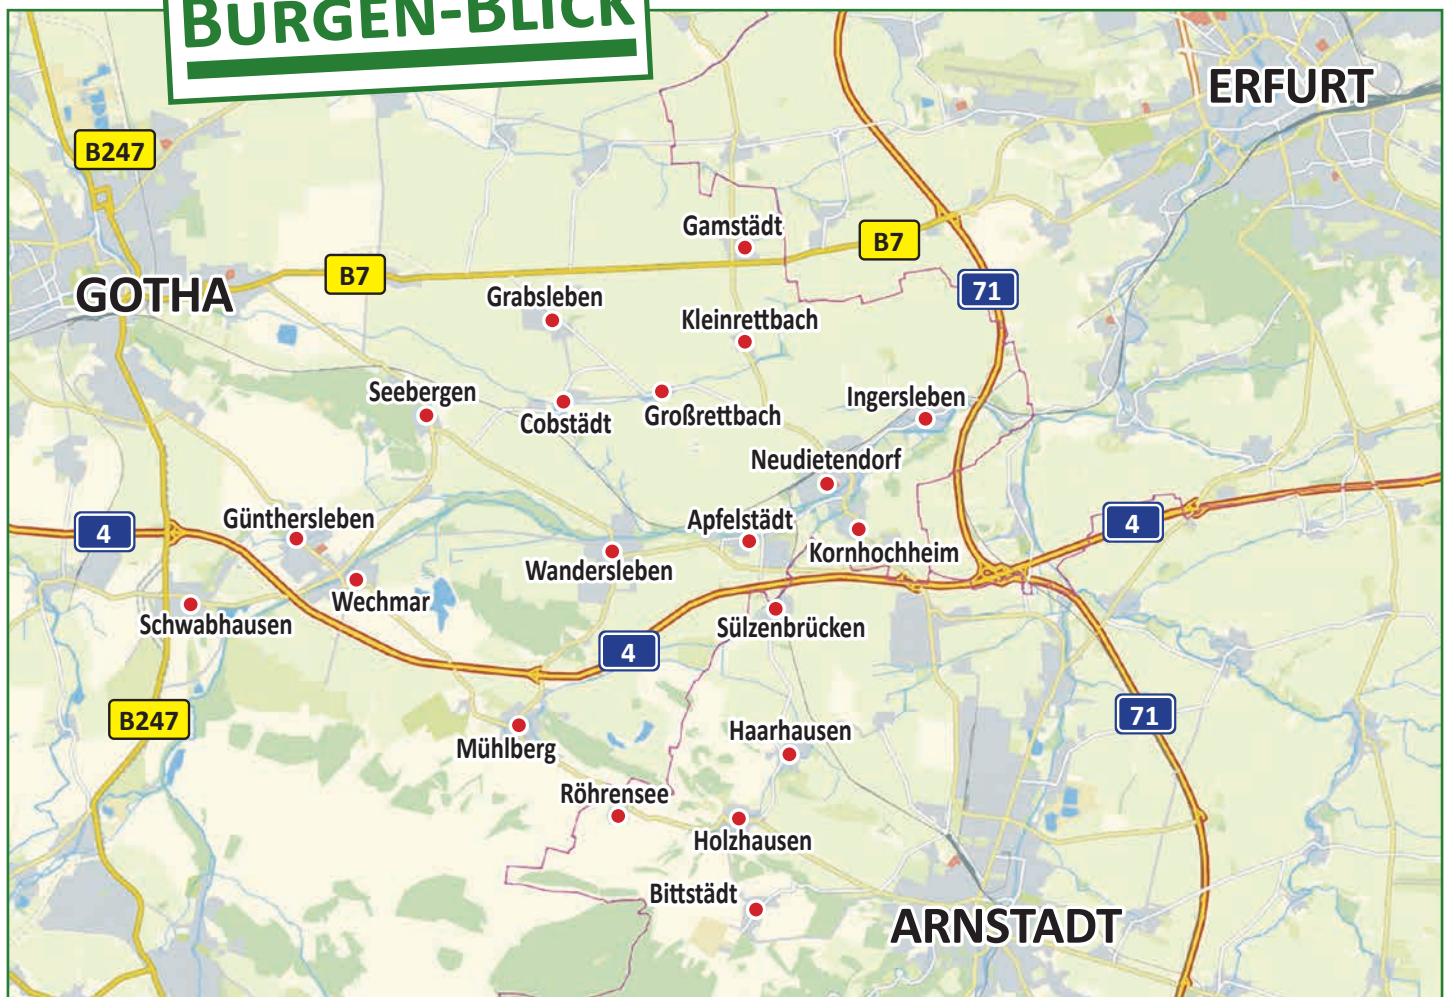 BURGEN-BLICK
ERFURT
B247
Gamstädt
B7
B7
GOTHA
71
Grabsleben
Kleinrettbach
Seebergen
Ingersleben
Cobstädt
Großrettbach
Neudietendorf
Günthersleben
Apfelstädt
4
4
Kornhochheim
Wandersleben
Wechmar
Schwabhausen
Sülzenbrücken
4
B247
71
Haarhausen
Mühlberg
Röhrensee
Holzhausen
Bittstädt
ARNSTADT